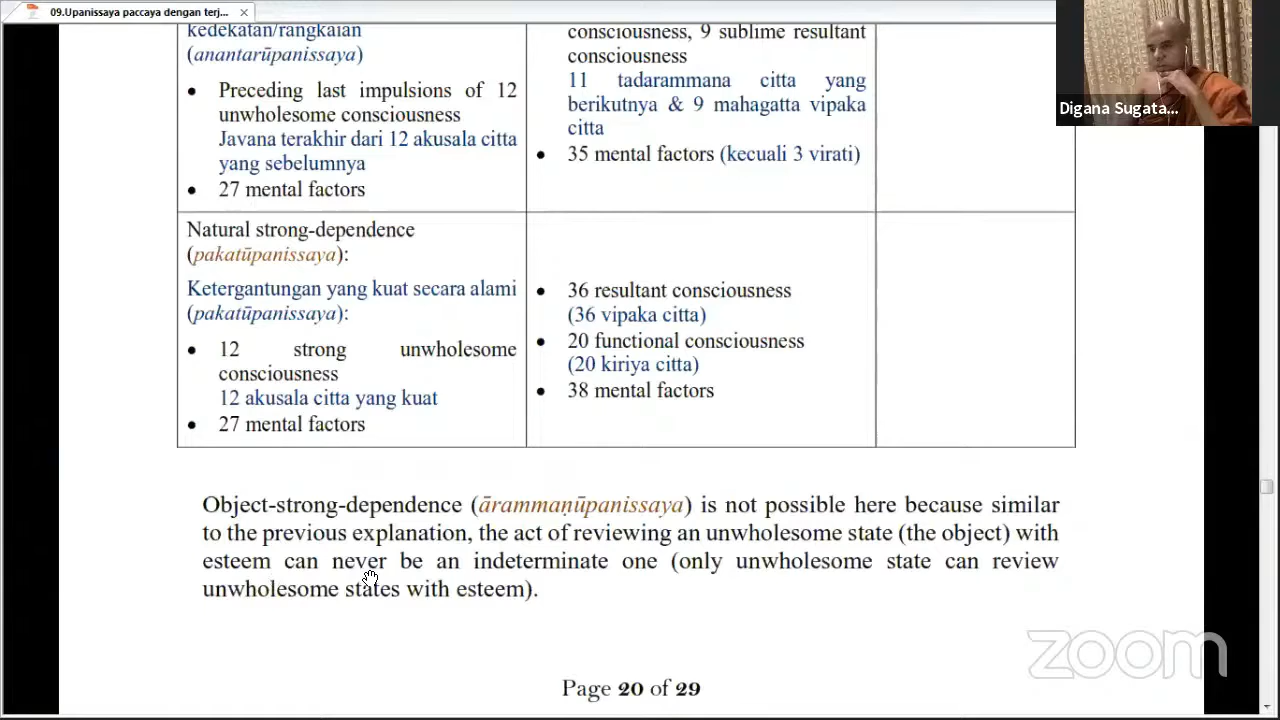 09.Upanissaya paccaya dengan terj...
kedekatan/rangkaian
(anantarūpanissaya)
• Preceding last impulsions of 12
unwholesome consciousness
Javana terakhir dari 12 akusala citta
yang sebelumnya
• 27 mental factors
consciousness, 9 sublime resultant
consciousness
11 tadarammana citta yang
berikutnya & 9 mahagatta vipaka
citta
• 35 mental factors (kecuali 3 virati)
Natural strong-dependence
(pakatūpanissaya):
Ketergantungan yang kuat secara alami
(pakatūpanissaya):
• 12 strong unwholesome
consciousness
12 akusala citta yang kuat
• 27 mental factors
• 36 resultant consciousness
(36 vipaka citta)
• 20 functional consciousness
(20 kiriya citta)
• 38 mental factors
Object-strong-dependence (ārammaṇūpanissaya) is not possible here because similar
to the previous explanation, the act of reviewing an unwholesome state (the object) with
esteem can never be an indeterminate one (only unwholesome state can review
unwholesome states with esteem).
Page 20 of 29
Digana Sugata...
zoom